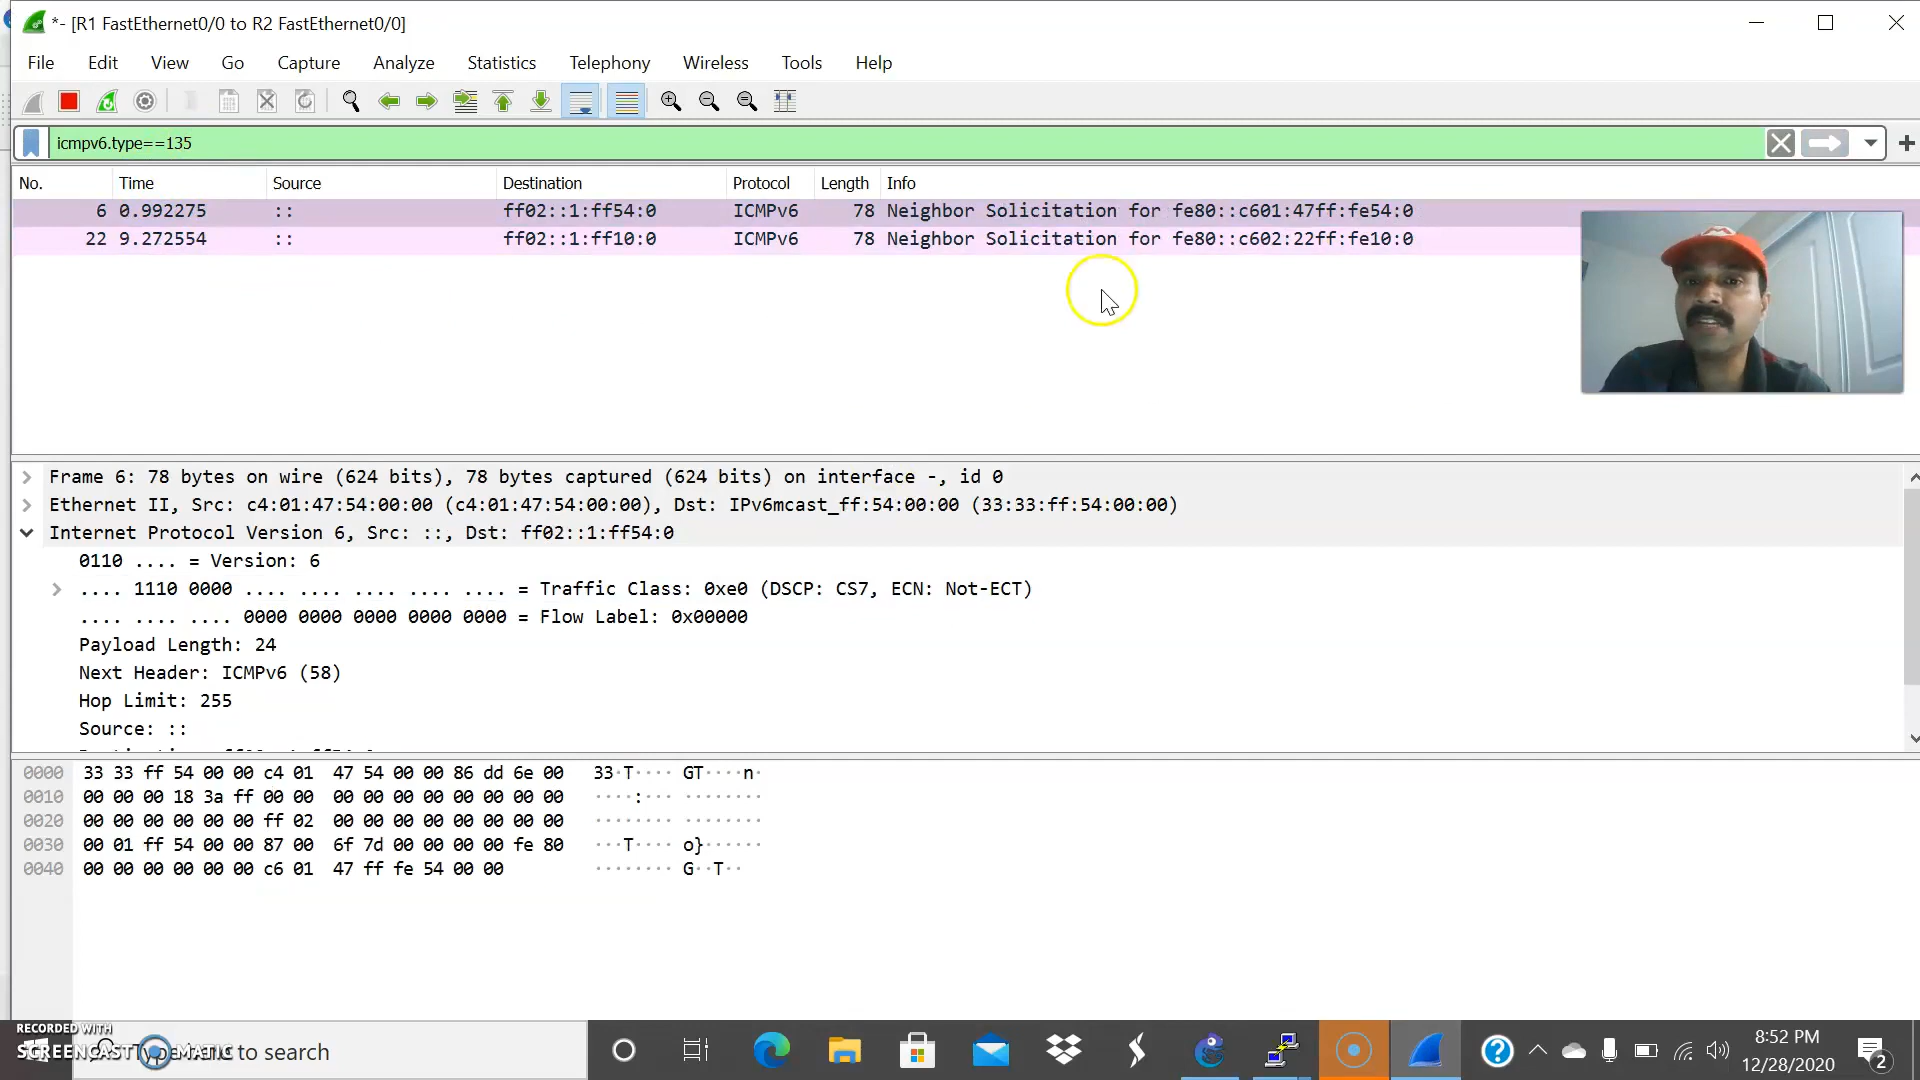 *- [R1 FastEthernet0/0 to R2 FastEthernet0/0]
File Edit View Go Capture Analyze Statistics Telephony Wireless Tools Help
icmpv6.type==135
No. Time Source Destination Protocol Length Info
6 0.992275 :: ff02::1:ff54:0 ICMPv6 78 Neighbor Solicitation for fe80::c601:47ff:fe54:0
22 9.272554 :: ff02::1:ff10:0 ICMPv6 78 Neighbor Solicitation for fe80::c602:22ff:fe10:0
Frame 6: 78 bytes on wire (624 bits), 78 bytes captured (624 bits) on interface -, id 0
Ethernet II, Src: c4:01:47:54:00:00 (c4:01:47:54:00:00), Dst: IPv6mcast_ff:54:00:00 (33:33:ff:54:00:00)
Internet Protocol Version 6, Src: ::, Dst: ff02::1:ff54:0
0110 .... = Version: 6
.... 1110 0000 .... .... .... .... .... = Traffic Class: 0xe0 (DSCP: CS7, ECN: Not-ECT)
.... .... .... 0000 0000 0000 0000 0000 = Flow Label: 0x00000
Payload Length: 24
Next Header: ICMPv6 (58)
Hop Limit: 255
Source: ::
0000 33 33 ff 54 00 00 c4 01 47 54 00 00 86 dd 6e 00 33·T···· GT····n·
0010 00 00 00 18 3a ff 00 00 00 00 00 00 00 00 00 00 ····:··· ········
0020 00 00 00 00 00 00 ff 02 00 00 00 00 00 00 00 00 ········ ········
0030 00 01 ff 54 00 00 87 00 6f 7d 00 00 00 00 fe 80 ···T···· o}······
0040 00 00 00 00 00 00 c6 01 47 ff fe 54 00 00 ········ G··T··
RECORDED WITH
SCREENCAST MATIC
Type here to search
8:52 PM
12/28/2020
2